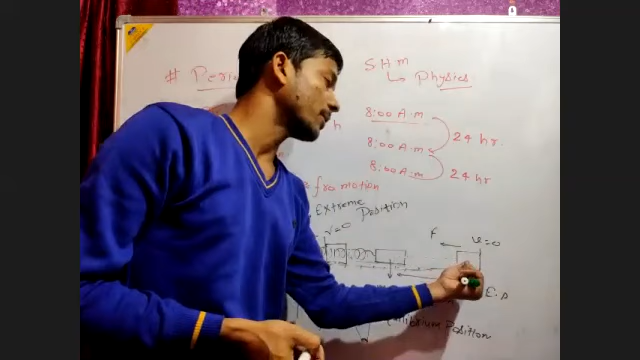 SHM
# Perio
↳ Physics
8:00 A.m
24 hr.
8:00 A.m
8:00 A.m
24 hr
motion
Extreme
Position
v=0
F
v=0
E.P
Equilibrium Position